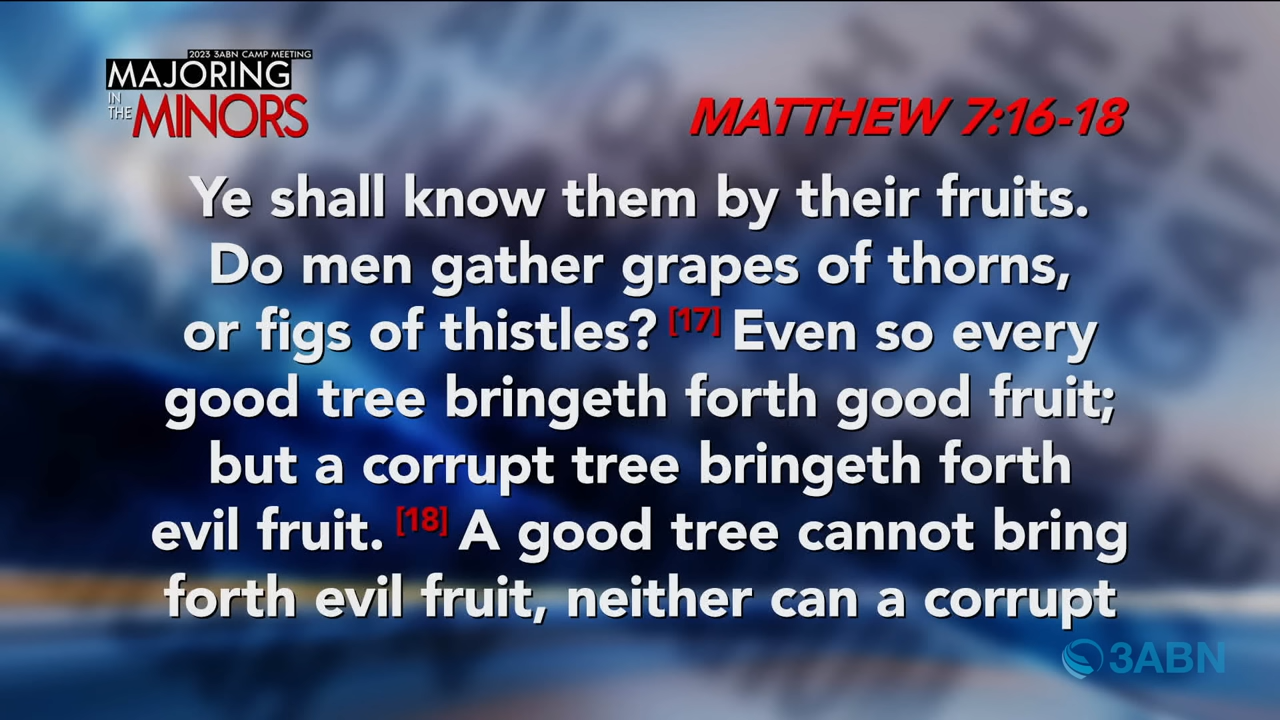 2023 3ABN CAMP MEETING
MAJORING
IN THE
MINORS
MATTHEW 7:16-18
Ye shall know them by their fruits.
Do men gather grapes of thorns,
or figs of thistles? [17] Even so every
good tree bringeth forth good fruit;
but a corrupt tree bringeth forth
evil fruit. [18] A good tree cannot bring
forth evil fruit, neither can a corrupt
3ABN